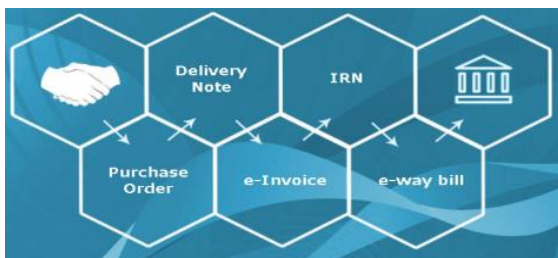 Delivery
Note
IRN
Purchase
Order
e-Invoice
e-way bill